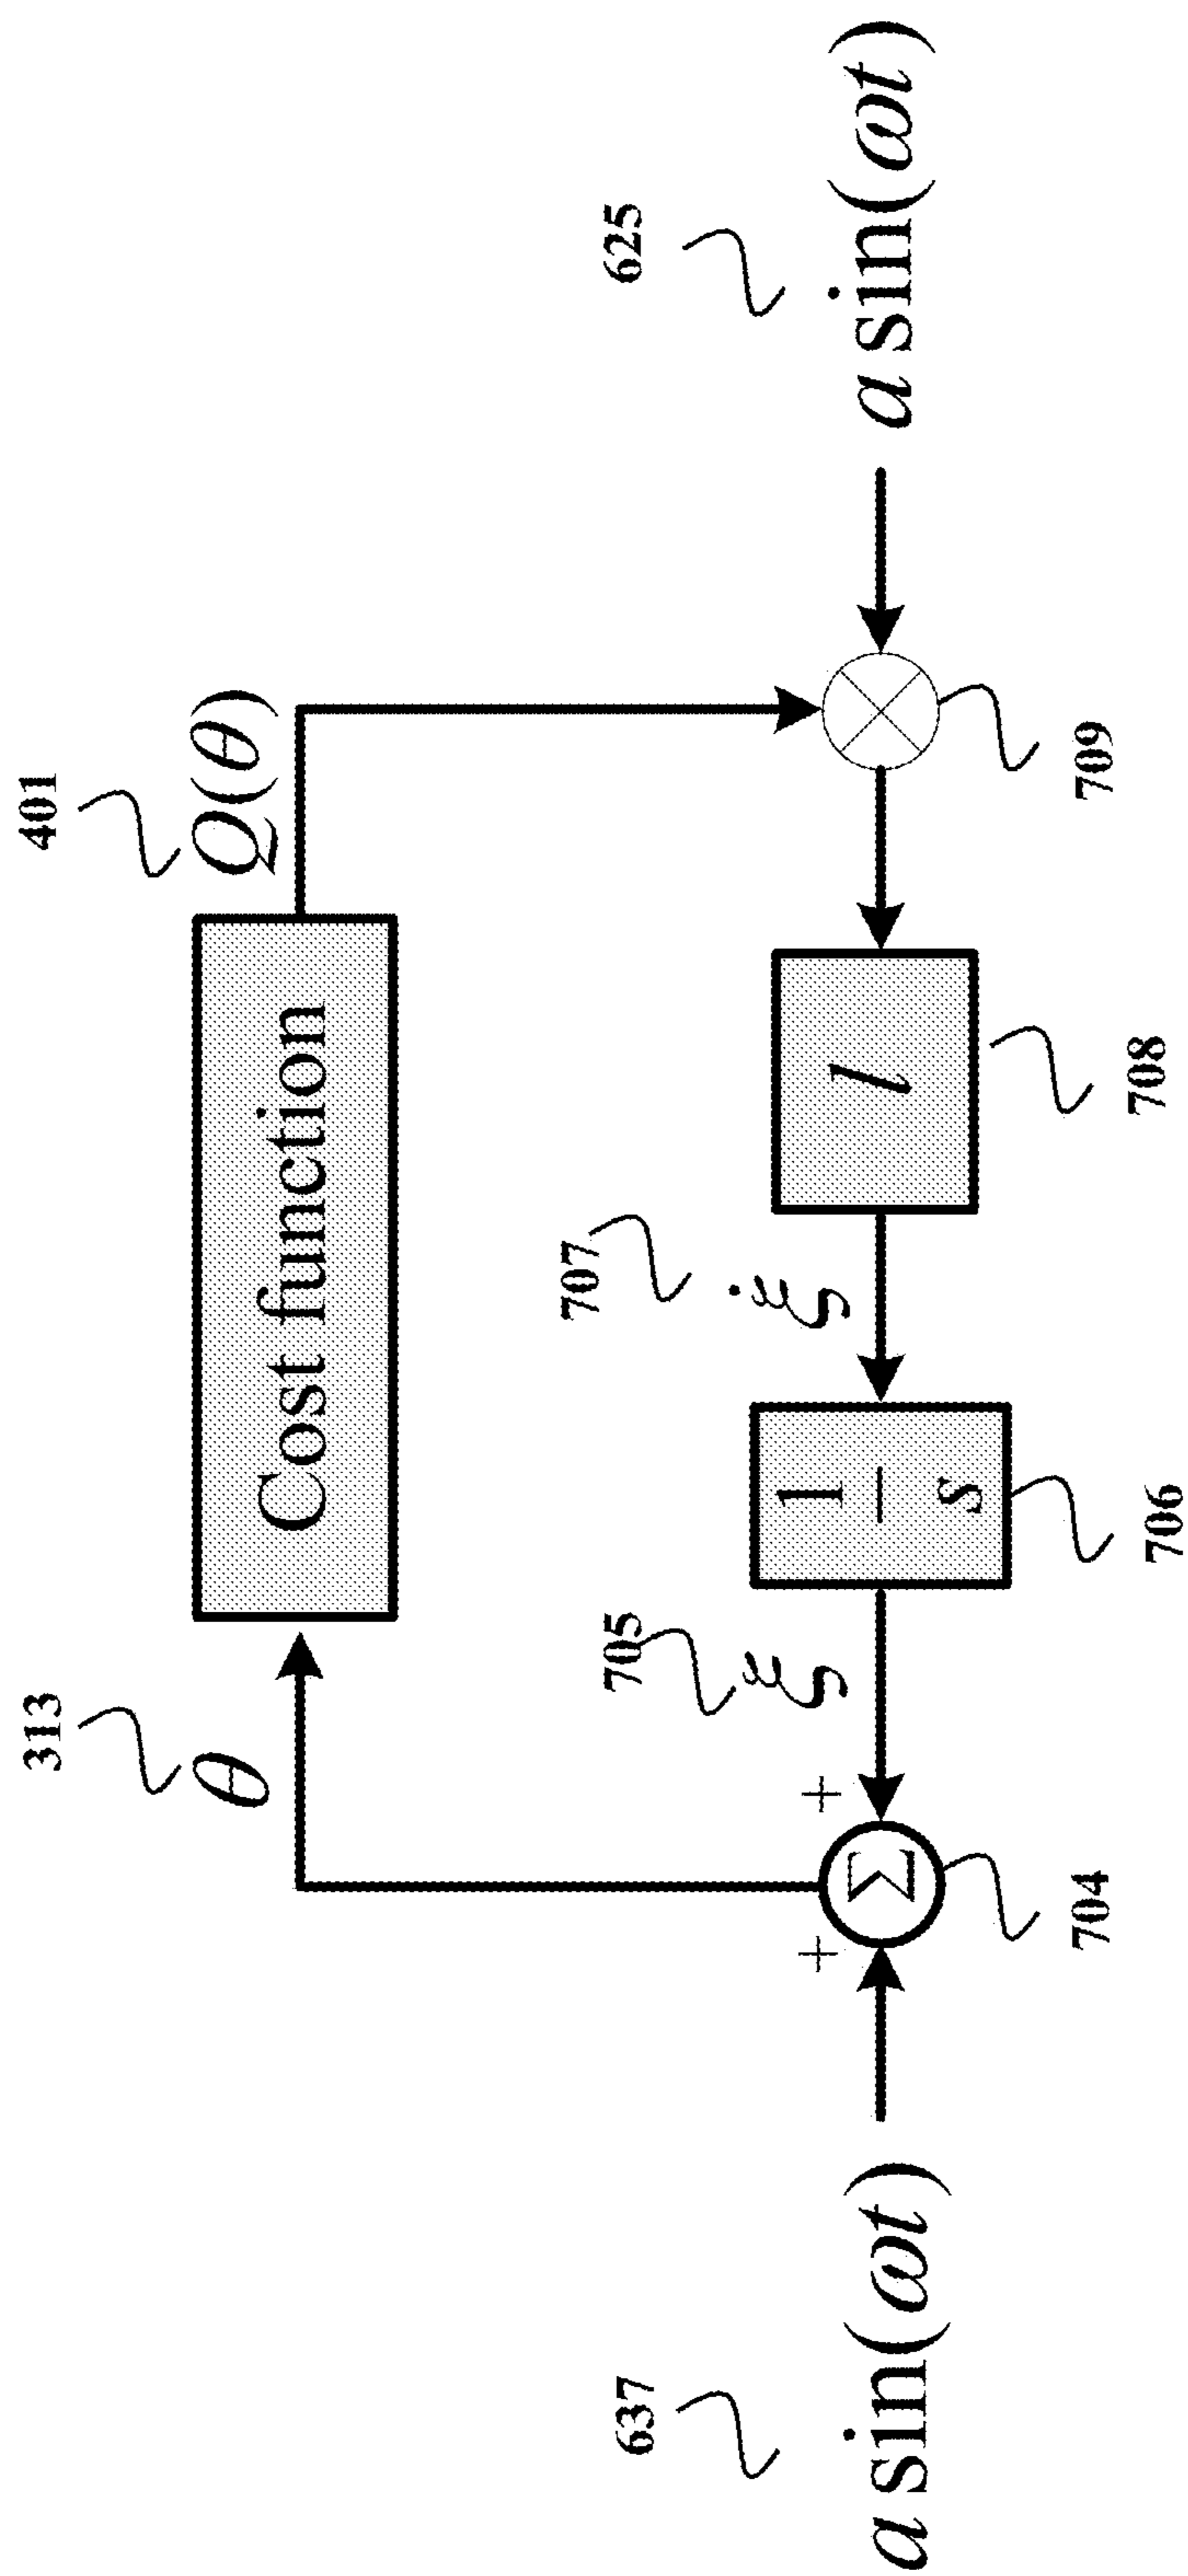 313
θ
Cost function
401
Q(θ)
637
a sin(ωt)
+
Σ
704
+
705
ξ
1
s
706
707
ξ̇
l
708
709
625
a sin(ωt)